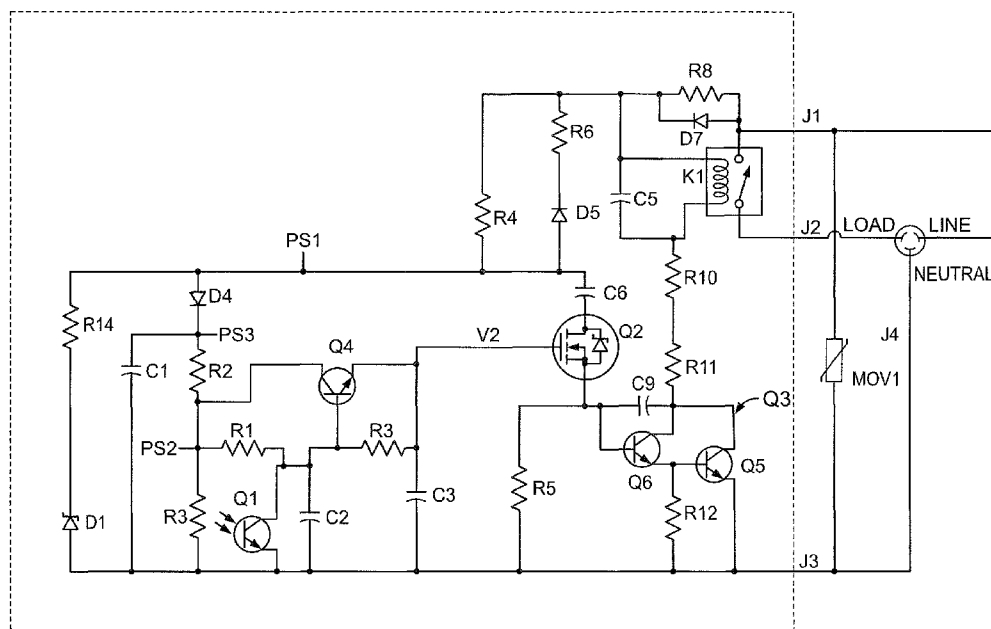 R8
J1
R6
D7
K1
C5
R4
D5
J2
LOAD
LINE
PS1
NEUTRAL
R10
D4
C6
R14
Q2
J4
PS3
Q4
V2
C1
R2
R11
MOV1
C9
Q3
R1
R3
PS2
Q5
Q6
Q1
C3
R5
D1
R3
C2
R12
J3